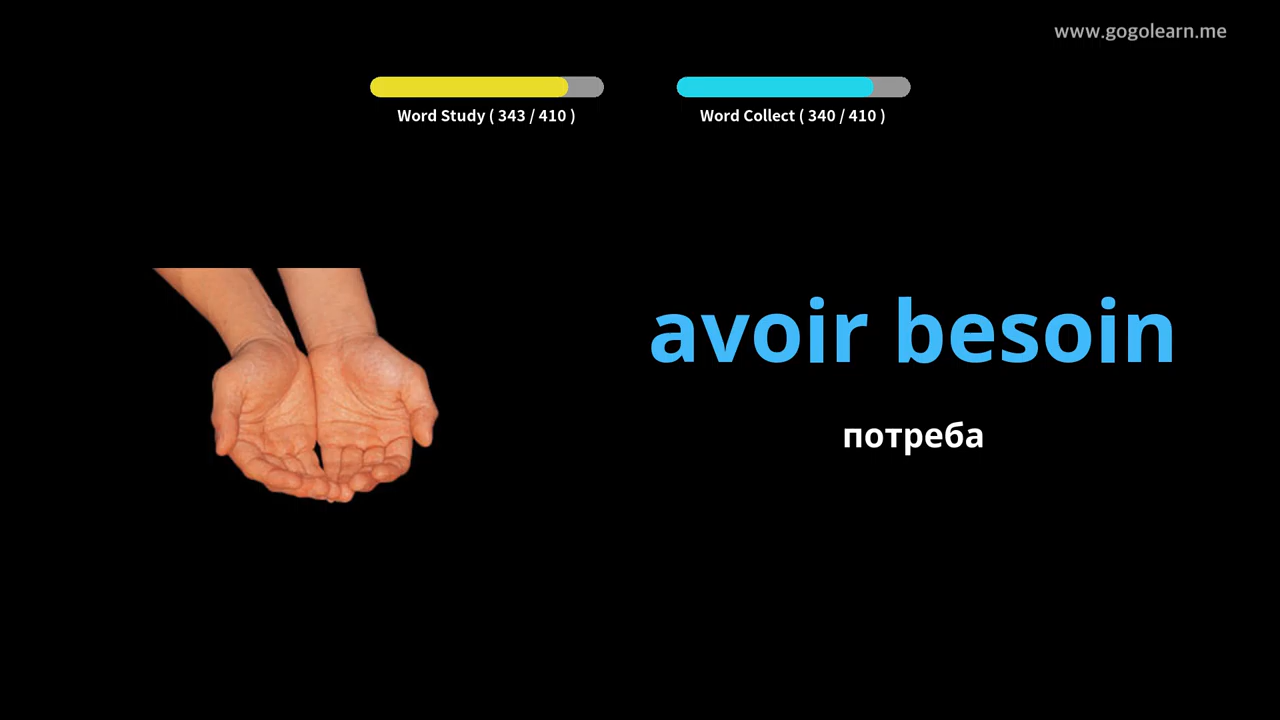 www.gogolearn.me
Word Study ( 343 / 410 )
Word Collect ( 340 / 410 )
avoir besoin
потреба